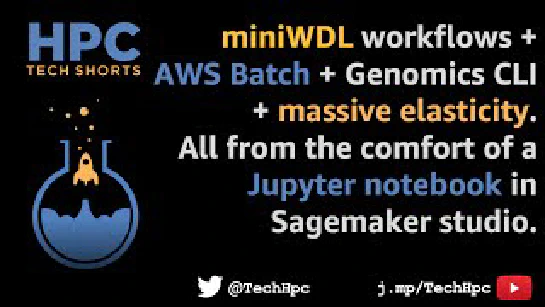 HPC
TECH SHORTS
miniWDL workflows +
AWS Batch + Genomics CLI
+ massive elasticity.
All from the comfort of a
Jupyter notebook in
Sagemaker studio.
@TechHpc
j.mp/TechHpc